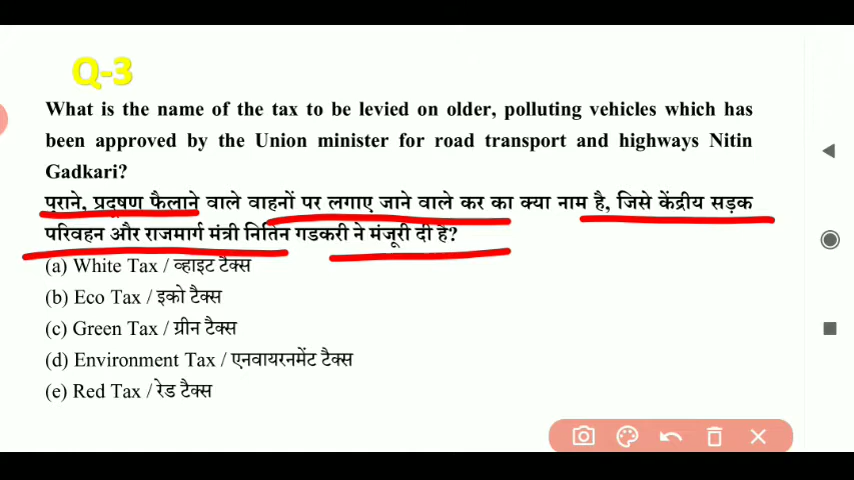 Q-3
What is the name of the tax to be levied on older, polluting vehicles which has
been approved by the Union minister for road transport and highways Nitin
Gadkari?
पुराने, प्रदूषण फैलाने वाले वाहनों पर लगाए जाने वाले कर का क्या नाम है, जिसे केंद्रीय सड़क
परिवहन और राजमार्ग मंत्री नितिन गडकरी ने मंजूरी दी है?
(a) White Tax / व्हाइट टैक्स
(b) Eco Tax / इको टैक्स
(c) Green Tax / ग्रीन टैक्स
(d) Environment Tax / एनवायरनमेंट टैक्स
(e) Red Tax / रेड टैक्स